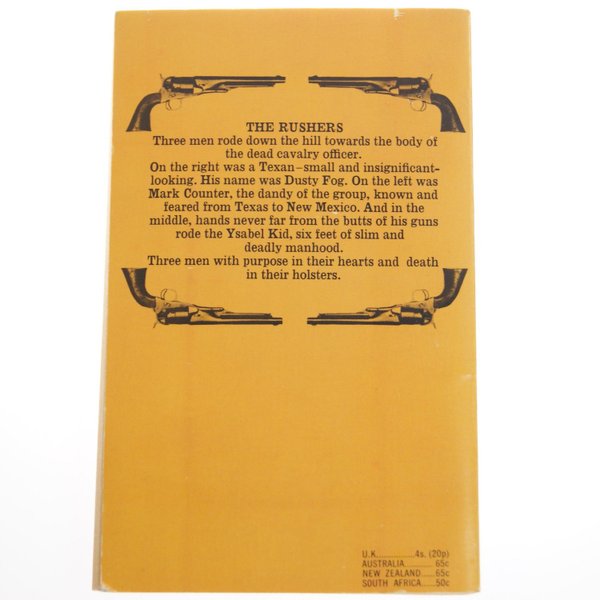 THE RUSHERS
Three men rode down the hill towards the body of
the dead cavalry officer.
On the right was a Texan–small and insignificant-
looking. His name was Dusty Fog. On the left was
Mark Counter, the dandy of the group, known and
feared from Texas to New Mexico. And in the
middle, hands never far from the butts of his guns
rode the Ysabel Kid, six feet of slim and
deadly manhood.
Three men with purpose in their hearts and death
in their holsters.
U.K..............4s. (20p)
AUSTRALIA.......... 65c
NEW ZEALAND.....65c
SOUTH AFRICA.....50c